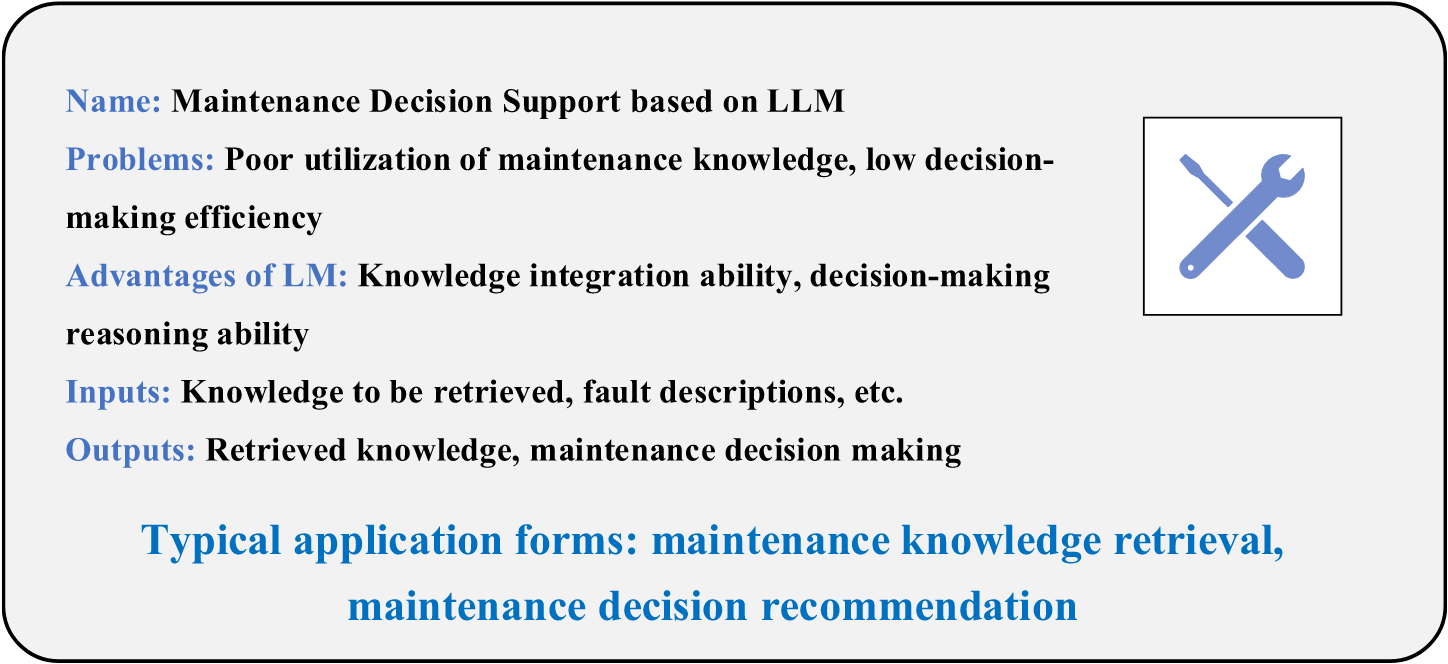 Name: Maintenance Decision Support based on LLM
Problems: Poor utilization of maintenance knowledge, low decision-
making efficiency
Advantages of LM: Knowledge integration ability, decision-making
reasoning ability
Inputs: Knowledge to be retrieved, fault descriptions, etc.
Outputs: Retrieved knowledge, maintenance decision making
Typical application forms: maintenance knowledge retrieval,
maintenance decision recommendation